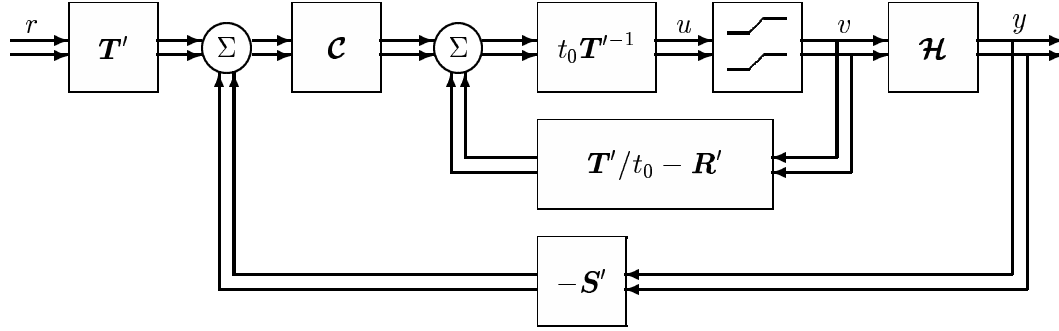 r T′ Σ C Σ t₀T′⁻¹ u v H y
T′/t₀ − R′
−S′